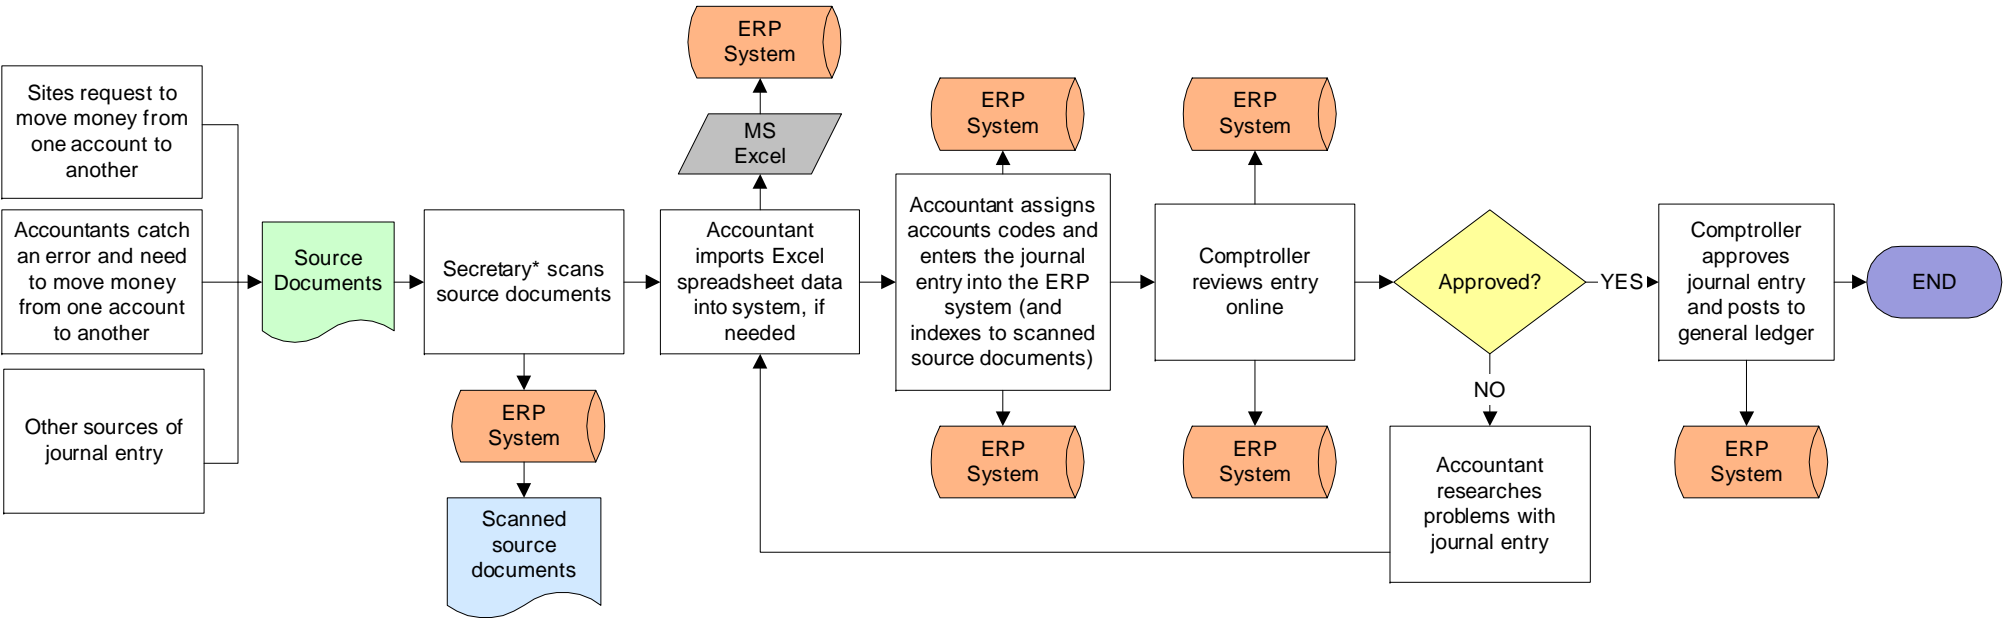 Sites request to
move money from
one account to
another
Accountants catch
an error and need
to move money
from one account
to another
Other sources of
journal entry
Source
Documents
Secretary* scans
source documents
ERP
System
Scanned
source
documents
ERP
System
MS
Excel
Accountant
imports Excel
spreadsheet data
into system, if
needed
ERP
System
Accountant assigns
accounts codes and
enters the journal
entry into the ERP
system (and
indexes to scanned
source documents)
ERP
System
ERP
System
Comptroller
reviews entry
online
ERP
System
Approved?
YES
NO
Accountant
researches
problems with
journal entry
Comptroller
approves
journal entry
and posts to
general ledger
ERP
System
END